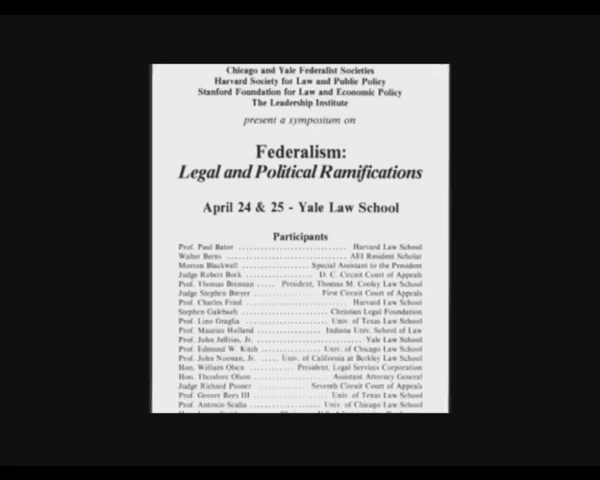 Chicago and Yale Federalist Societies
Harvard Society for Law and Public Policy
Stanford Foundation for Law and Economic Policy
The Leadership Institute
present a symposium on
Federalism:
Legal and Political Ramifications
April 24 & 25 - Yale Law School
Participants
Prof. Paul Bator ........................ Harvard Law School
Walter Berns .......................... AEI Resident Scholar
Morton Blackwell ............... Special Assistant to the President
Judge Robert Bork ............... D. C. Circuit Court of Appeals
Prof. Thomas Brennan ..... President, Thomas M. Cooley Law School
Judge Stephen Breyer .............. First Circuit Court of Appeals
Prof. Charles Fried ...................... Harvard Law School
Stephen Galebach ................... Christian Legal Foundation
Prof. Lino Graglia ................... Univ. of Texas Law School
Prof. Maurice Holland ............. Indiana Univ. School of Law
Prof. John Jeffries, Jr. ....................... Yale Law School
Prof. Edmund W. Kitch ............. Univ. of Chicago Law School
Prof. John Noonan, Jr. ..... Univ. of California at Berkley Law School
Hon. William Olson ........... President, Legal Services Corporation
Hon. Theodore Olson ................. Assistant Attorney General
Judge Richard Posner ............. Seventh Circuit Court of Appeals
Prof. Grover Rees III ................. Univ. of Texas Law School
Prof. Antonin Scalia ............... Univ. of Chicago Law School